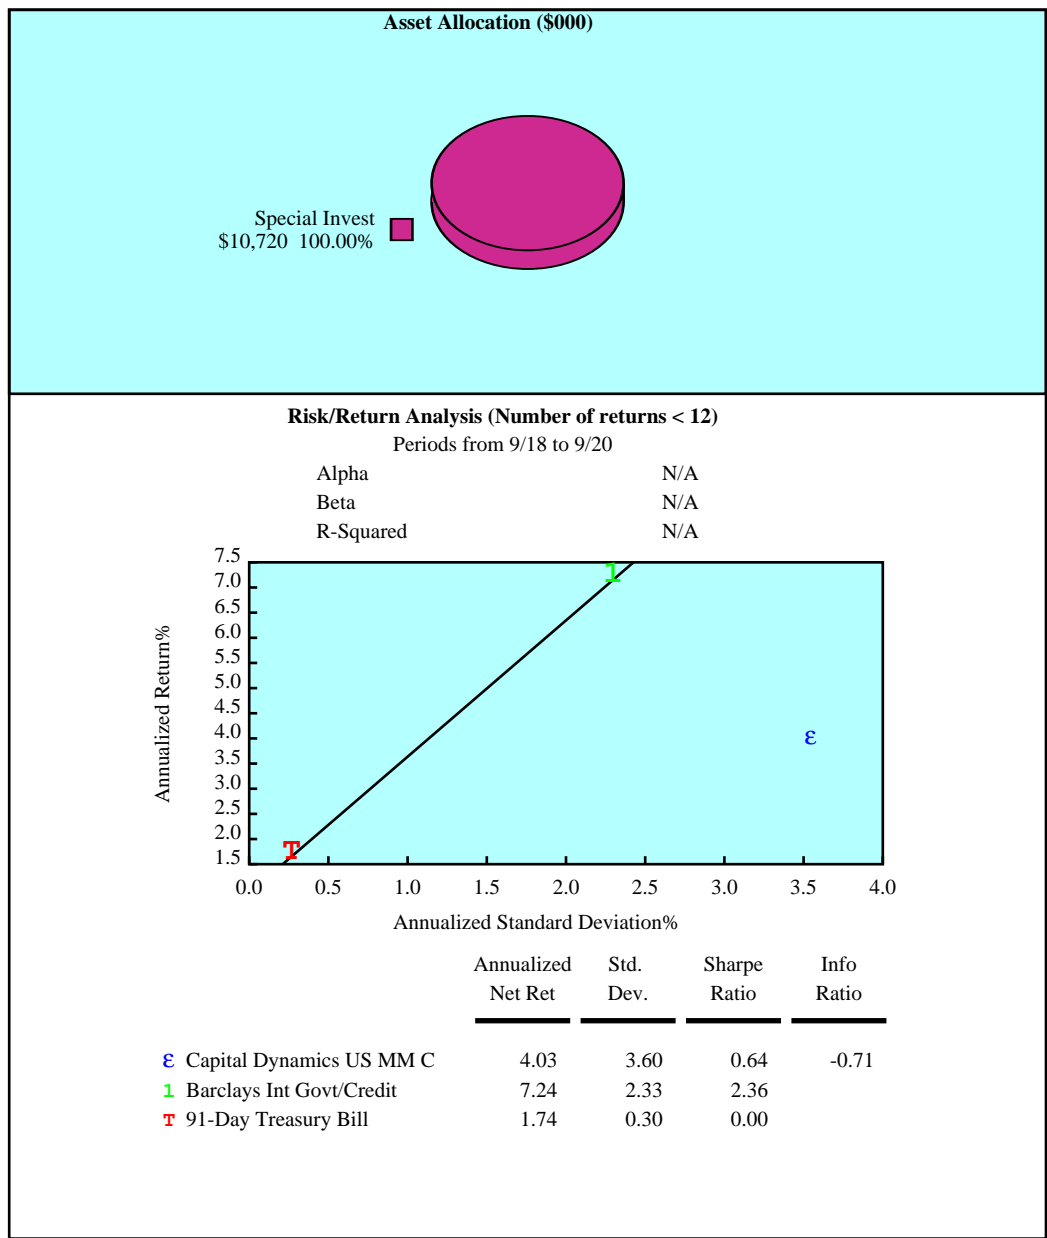 Asset Allocation ($000)
Special Invest
$10,720 100.00%
Risk/Return Analysis (Number of returns < 12)
Periods from 9/18 to 9/20
Alpha N/A
Beta N/A
R-Squared N/A
Annualized Return%
7.5
7.0
6.5
6.0
5.5
5.0
4.5
4.0
3.5
3.0
2.5
2.0
1.5
1
ε
T
0.0 0.5 1.0 1.5 2.0 2.5 3.0 3.5 4.0
Annualized Standard Deviation%
Annualized Std. Sharpe Info
Net Ret Dev. Ratio Ratio
ε Capital Dynamics US MM C 4.03 3.60 0.64 -0.71
1 Barclays Int Govt/Credit 7.24 2.33 2.36
T 91-Day Treasury Bill 1.74 0.30 0.00